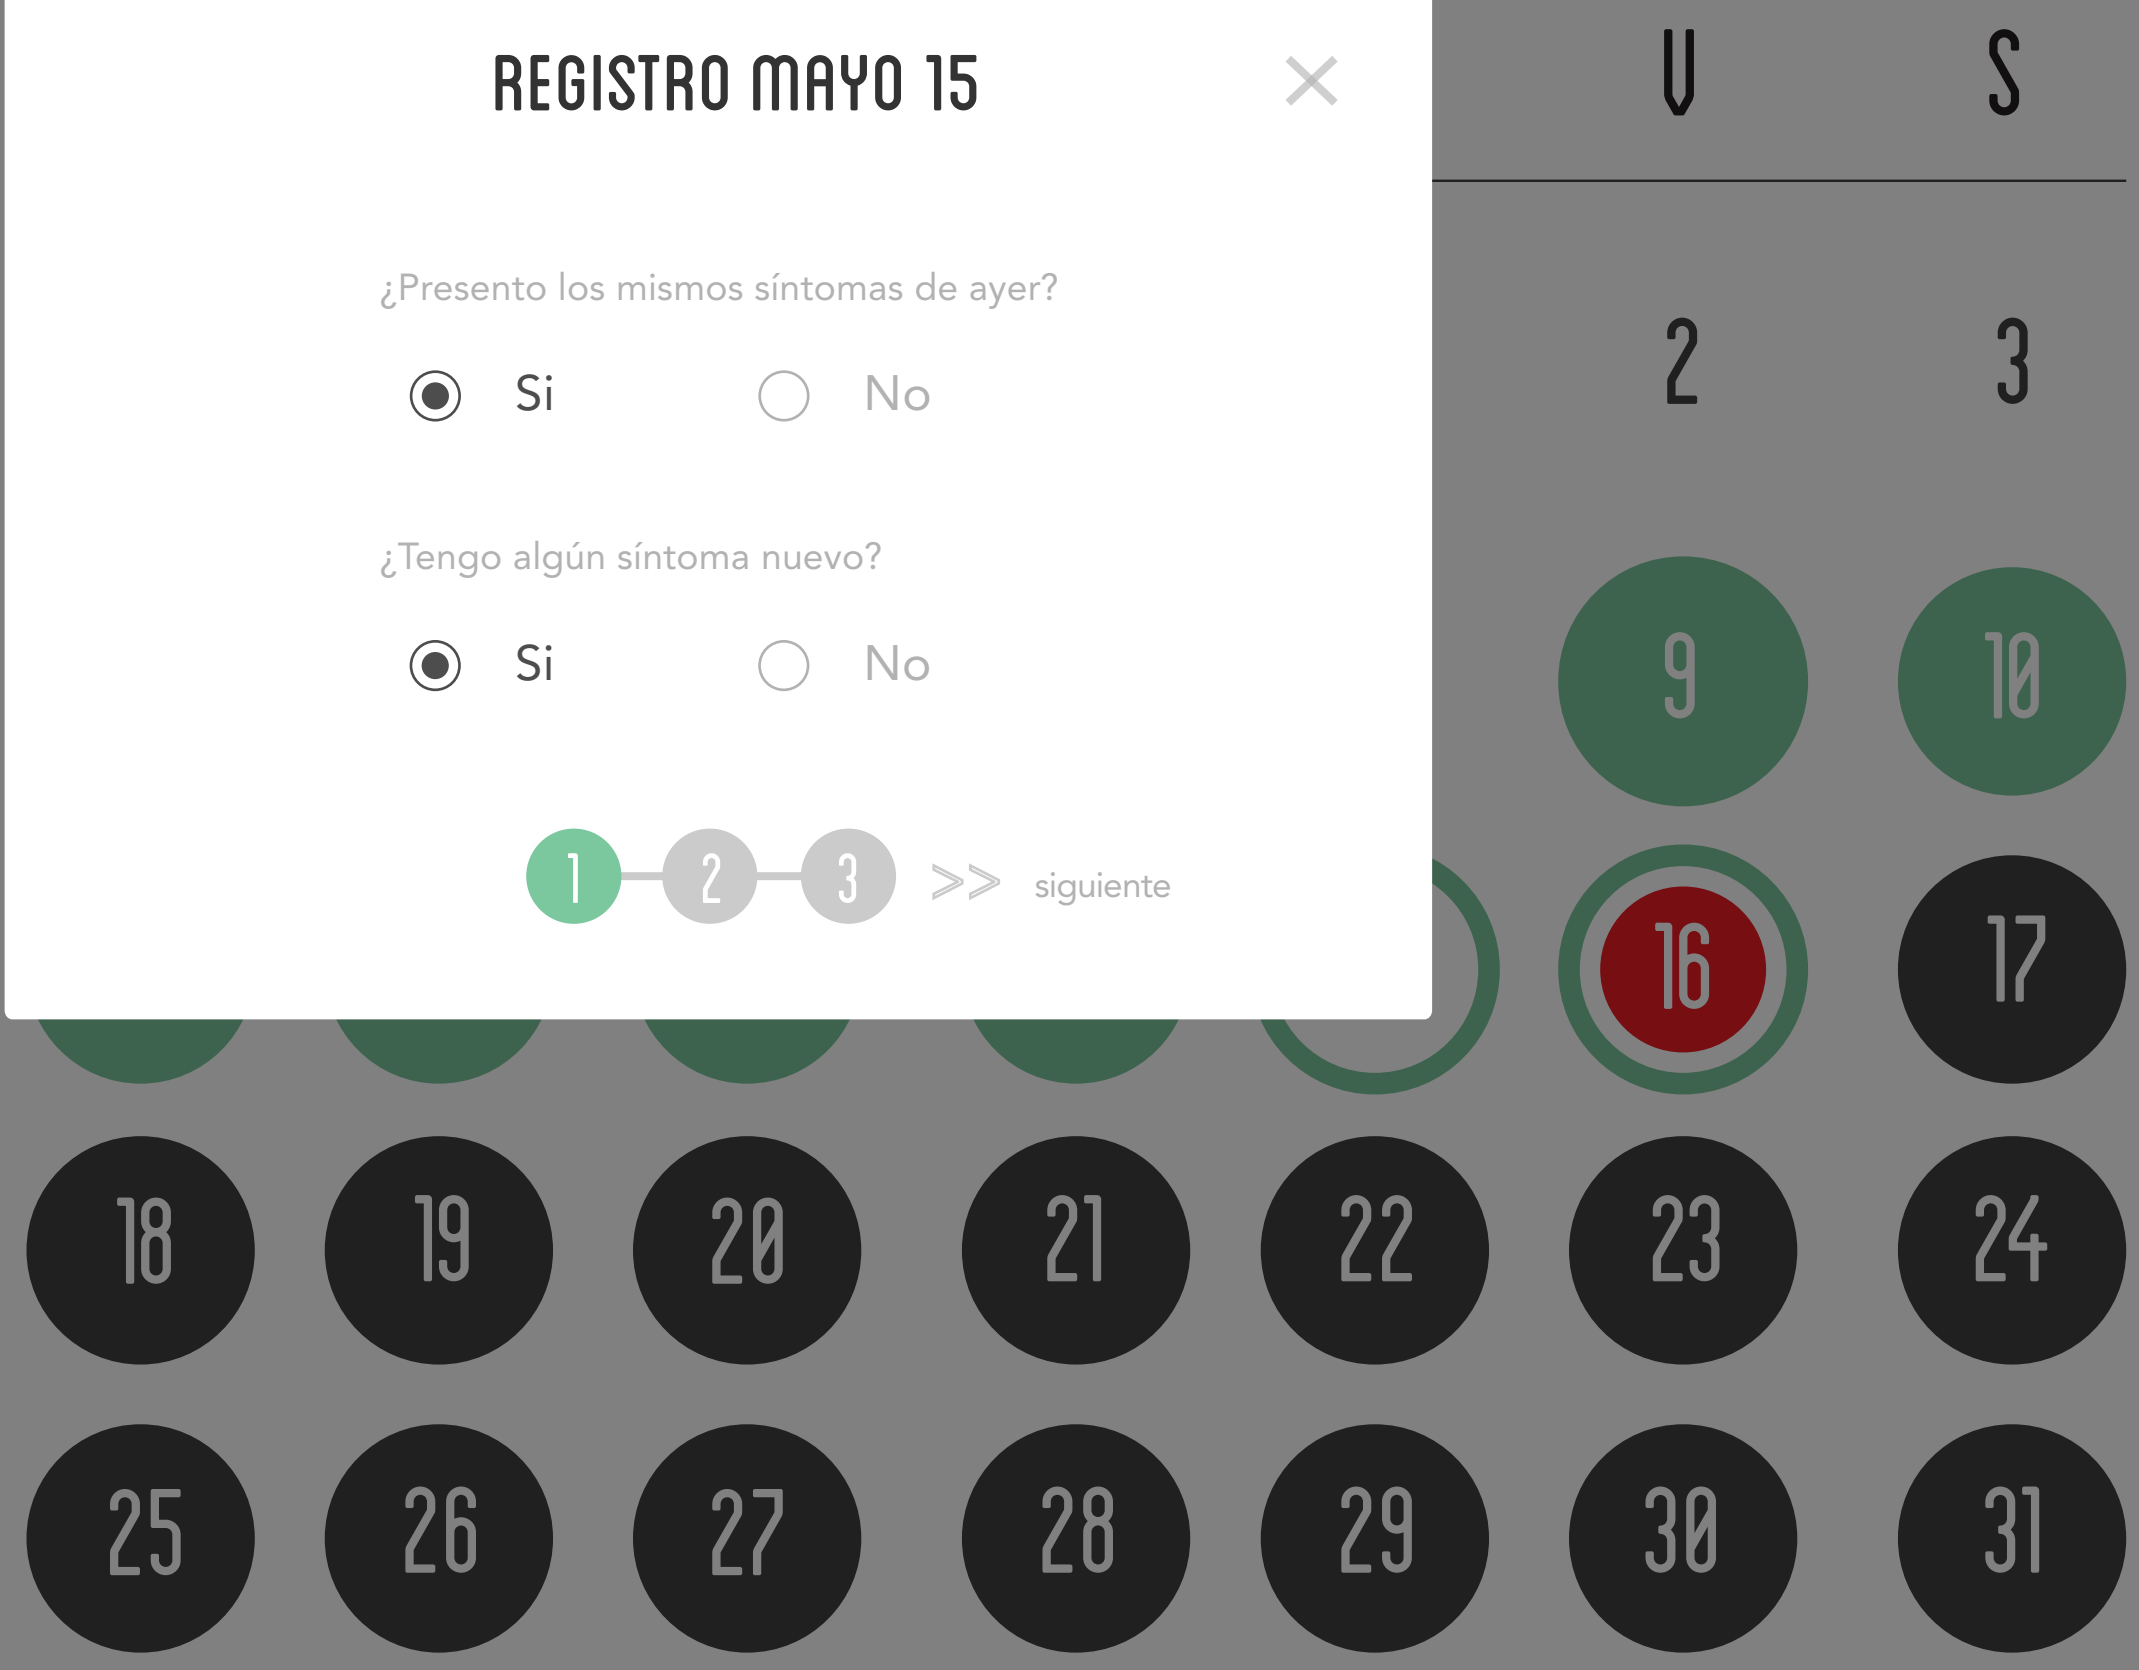 REGISTRO MAYO 15
V S
¿Presento los mismos síntomas de ayer?
Si No
2 3
¿Tengo algún síntoma nuevo?
Si No
9 10
1 2 3 >> siguiente
16 17
18 19 20 21 22 23 24
25 26 27 28 29 30 31